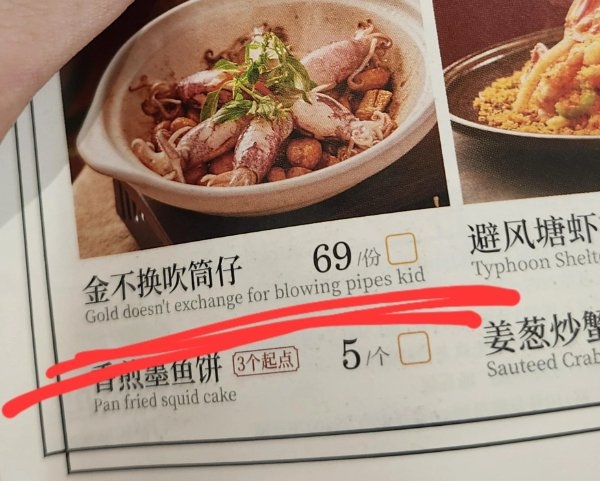 金不换吹筒仔 69/份
Gold doesn't exchange for blowing pipes kid
香煎墨鱼饼 3个起点 5/个
Pan fried squid cake
避风塘虾
Typhoon Shelte
姜葱炒蟹
Sauteed Crab